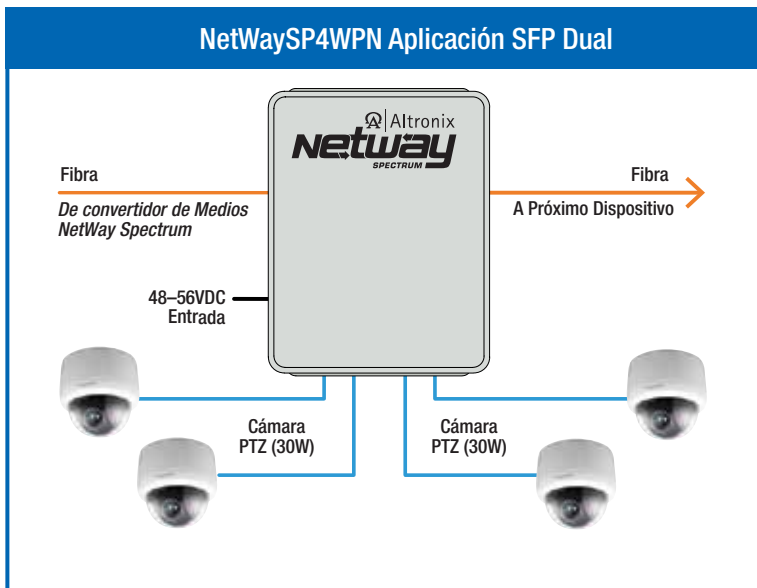 NetWaySP4WPN Aplicación SFP Dual
Altronix
Netway
SPECTRUM
Fibra
De convertidor de Medios
NetWay Spectrum
Fibra
A Próximo Dispositivo
48–56VDC
Entrada
Cámara
PTZ (30W)
Cámara
PTZ (30W)